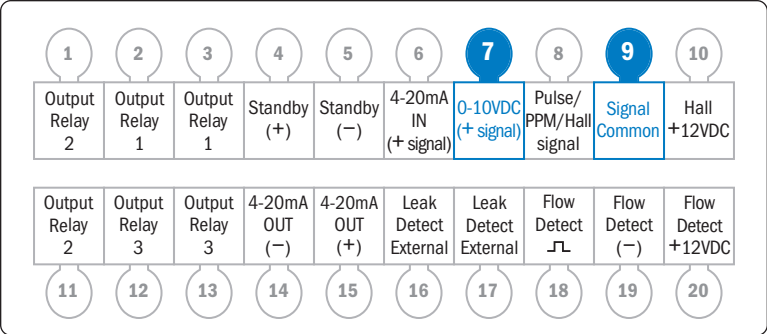 1 2 3 4 5 6 7 8 9 10
Output Relay 2
Output Relay 1
Output Relay 1
Standby (+)
Standby (−)
4-20mA IN (+ signal)
0-10VDC (+ signal)
Pulse/ PPM/Hall signal
Signal Common
Hall +12VDC
Output Relay 2
Output Relay 3
Output Relay 3
4-20mA OUT (−)
4-20mA OUT (+)
Leak Detect External
Leak Detect External
Flow Detect
Flow Detect (−)
Flow Detect +12VDC
11 12 13 14 15 16 17 18 19 20